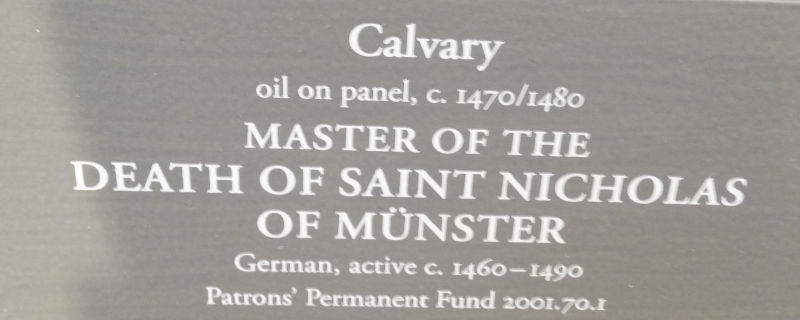 Calvary
oil on panel, c. 1470/1480
MASTER OF THE
DEATH OF SAINT NICHOLAS
OF MÜNSTER
German, active c. 1460–1490
Patrons’ Permanent Fund 2001.70.1